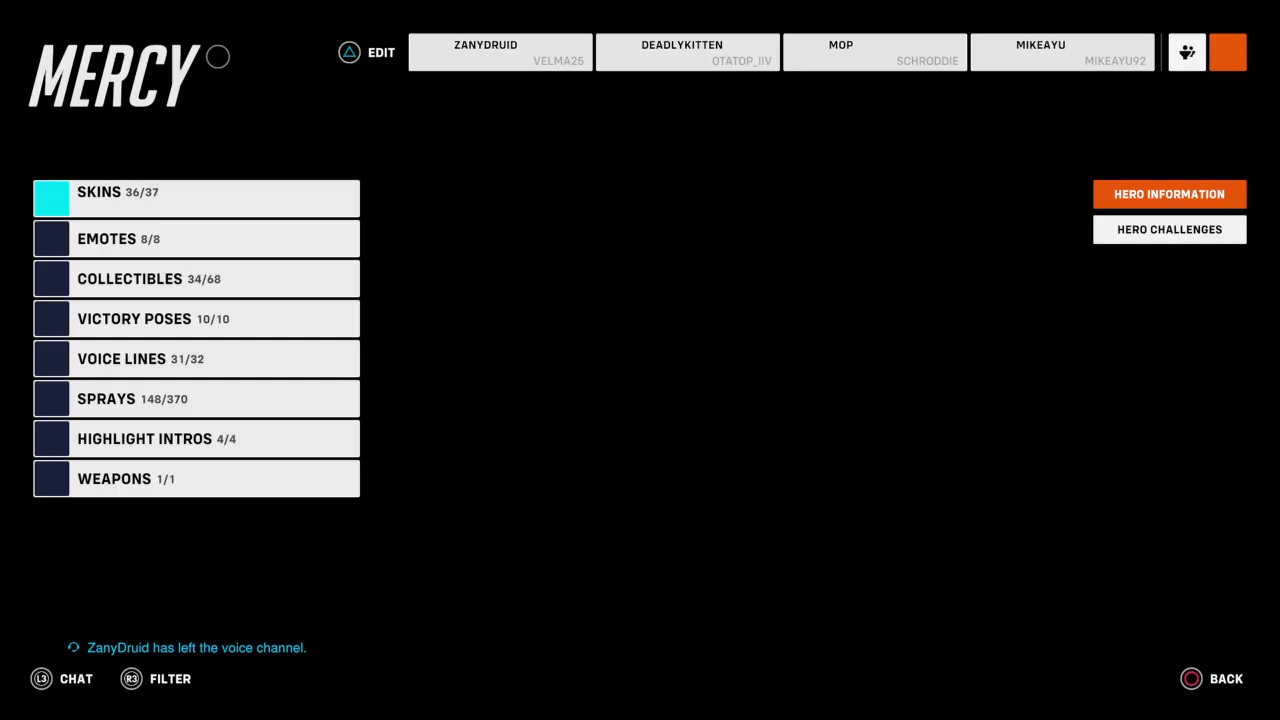 MERCY
EDIT
ZANYDRUID
VELMA25
DEADLYKITTEN
OTATOP_IIV
MOP
SCHRODDIE
MIKEAYU
MIKEAYU92
SKINS 36/37
EMOTES 8/8
COLLECTIBLES 34/68
VICTORY POSES 10/10
VOICE LINES 31/32
SPRAYS 148/370
HIGHLIGHT INTROS 4/4
WEAPONS 1/1
HERO INFORMATION
HERO CHALLENGES
ZanyDruid has left the voice channel.
L3 CHAT
R3 FILTER
BACK